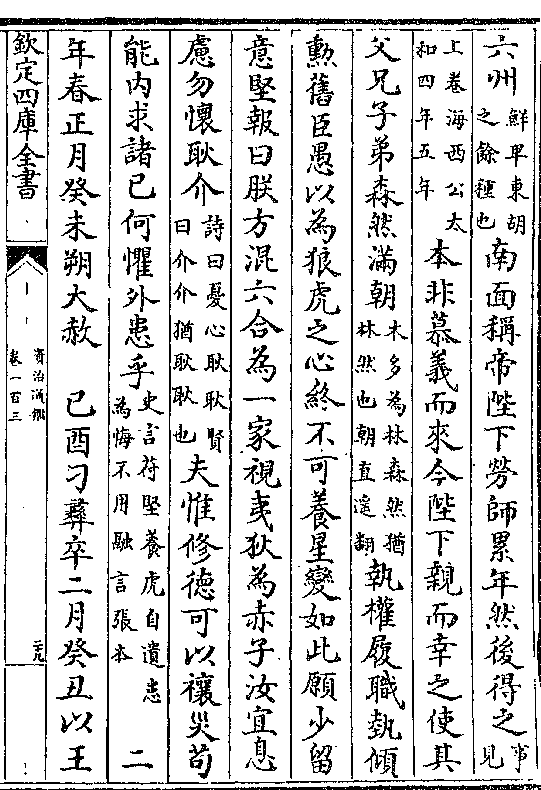 六州鮮卑東胡之餘種也南面稱帝陛下勞師累年然後得之事見
上卷海西公太和四年五年本非慕義而來今陛下親而幸之使其
父兄子弟森然滿朝木多為林森然猶林然也朝直遥翻執權履職勢傾
勲舊臣愚以為狼虎之心終不可養星變如此願少留
意堅報曰朕方混六合為一家視夷狄為赤子汝宜息
慮勿懷耿介詩曰憂心耿耿賢曰介介猶耿耿也夫惟修德可以禳災苟
能内求諸已何懼外患乎史言苻堅養虎自遺患為悔不用融言張本二
年春正月癸未朔大赦 己酉刁彝卒二月癸丑以王
欽定四庫全書
資治通鑑
卷一百三
二九